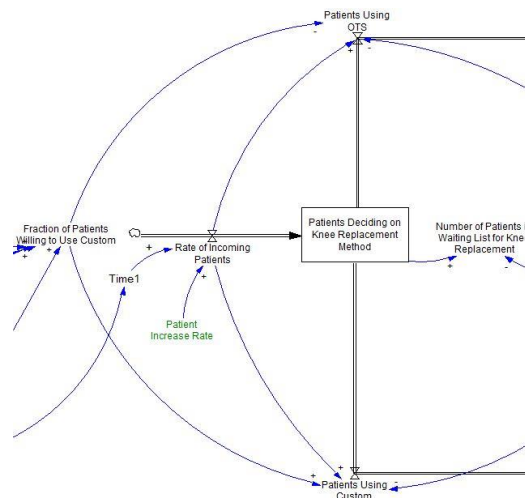 Patients Using
OTS
-
-
+
Fraction of Patients
Willing to Use Custom
+
+
+
+
Rate of Incoming
Patients
+
Patients Deciding on
Knee Replacement
Method
Number of Patients
Waiting List for Knee
Replacement
+
-
Time1
Patient
Increase Rate
+
+
-
Patients Using
Custom